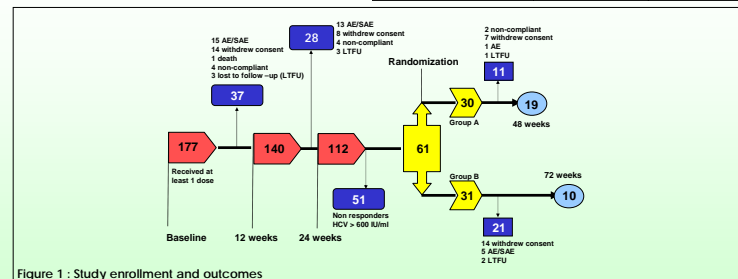 15 AE/SAE
14 withdrew consent
1 death
4 non-compliant
3 lost to follow –up (LTFU)
37
28
13 AE/SAE
8 withdrew consent
4 non-compliant
3 LTFU
Randomization
2 non-compliant
7 withdrew consent
1 AE
1 LTFU
11
30
Group A
19
48 weeks
177
Received at
least 1 dose
140
112
61
51
Non responders
HCV > 600 IU/ml
Baseline
12 weeks
24 weeks
Group B
31
72 weeks
10
21
14 withdrew consent
5 AE/SAE
2 LTFU
Figure 1 : Study enrollment and outcomes